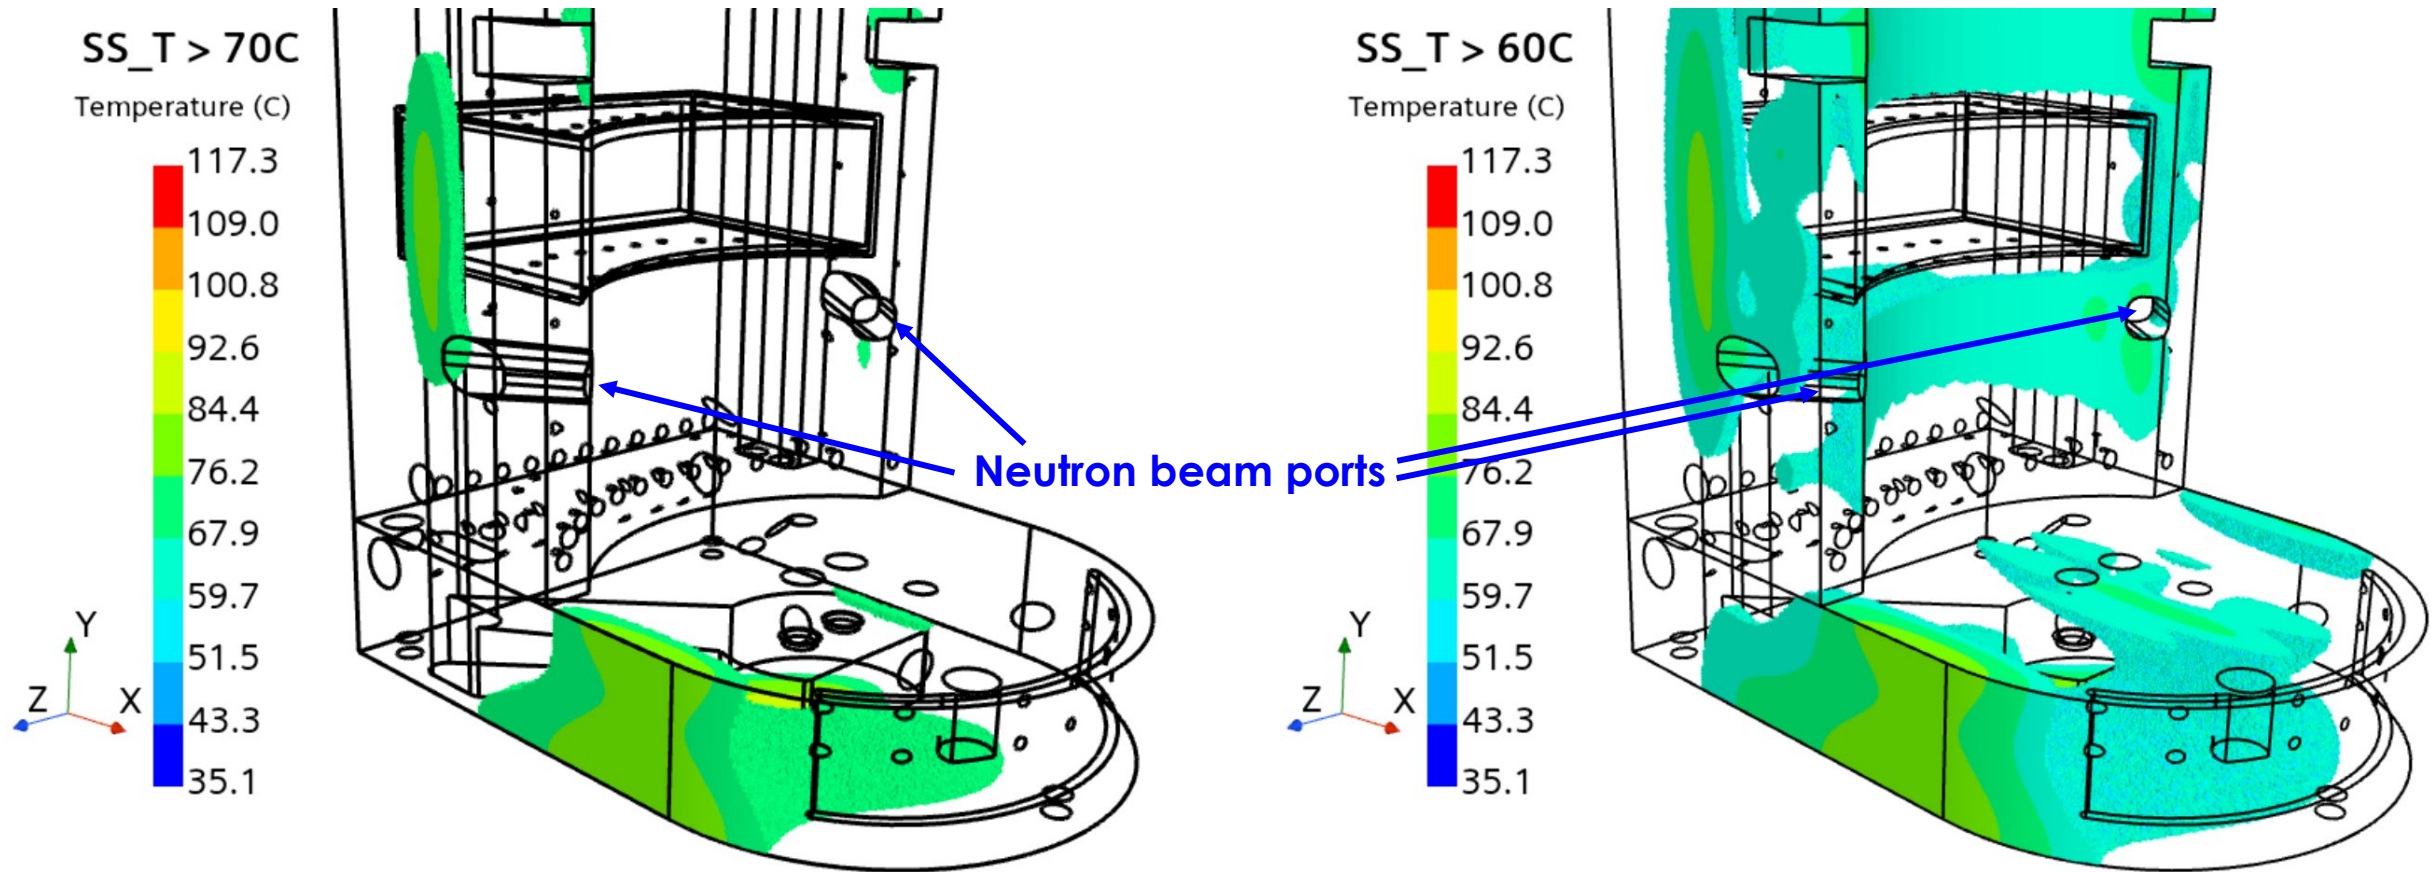 SS_T > 70C
Temperature (C)
117.3
109.0
100.8
92.6
84.4
76.2
67.9
59.7
51.5
43.3
35.1
Y
Z
X
Neutron beam ports
SS_T > 60C
Temperature (C)
117.3
109.0
100.8
92.6
84.4
76.2
67.9
59.7
51.5
43.3
35.1
Y
Z
X